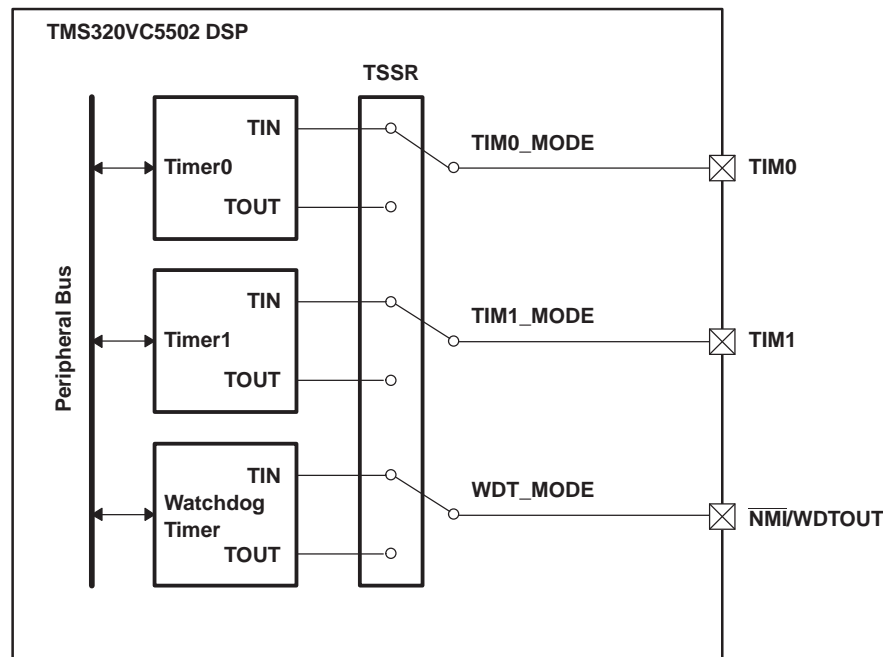 TMS320VC5502 DSP
TSSR
TIN
TIM0_MODE
Timer0
TIM0
TOUT
TIN
TIM1_MODE
Timer1
TIM1
TOUT
Peripheral Bus
TIN
WDT_MODE
Watchdog
Timer
NMI/WDTOUT
TOUT